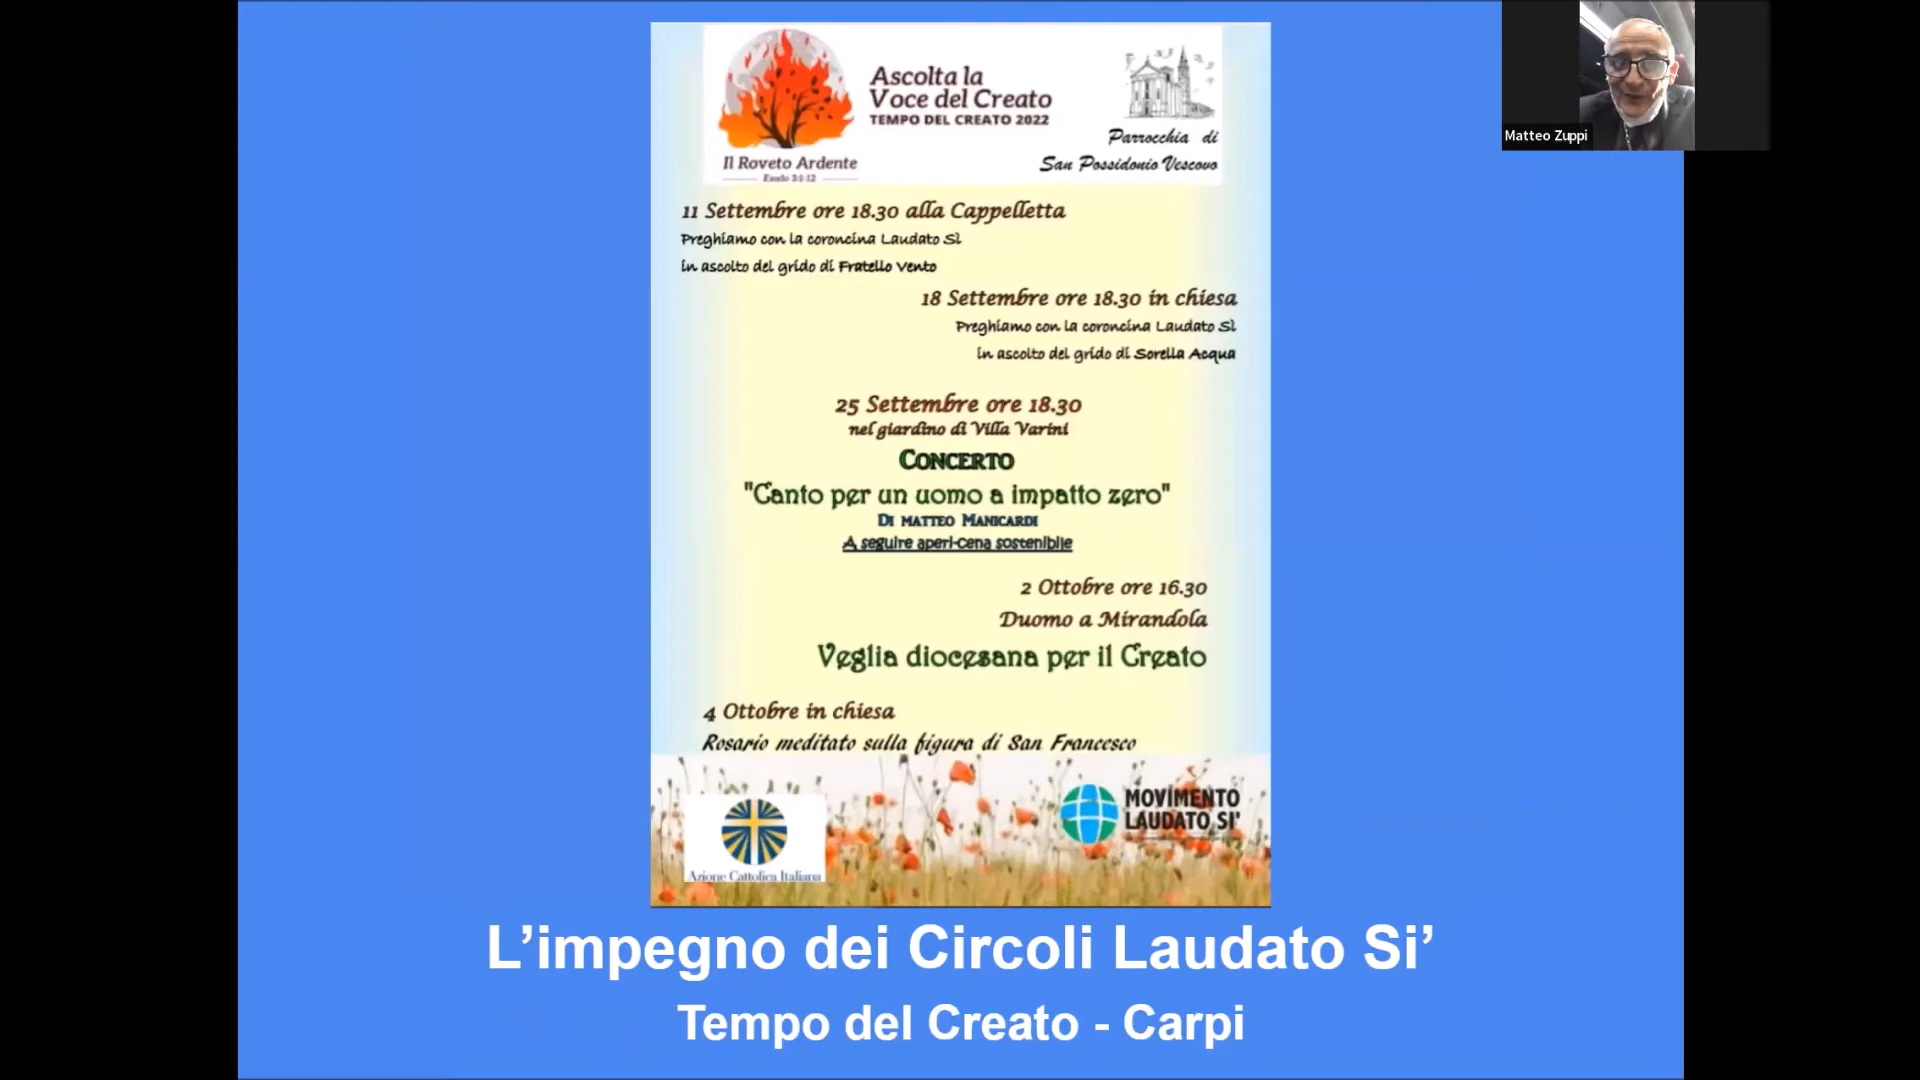 Ascolta la
Voce del Creato
TEMPO DEL CREATO 2022
Il Roveto Ardente
Esodo 3:1-12
Parrocchia di
San Possidonio Vescovo
11 Settembre ore 18.30 alla Cappelletta
Preghiamo con la coroncina Laudato Sì
in ascolto del grido di Fratello Vento
18 Settembre ore 18.30 in chiesa
Preghiamo con la coroncina Laudato Sì
in ascolto del grido di Sorella Acqua
25 Settembre ore 18.30
nel giardino di Villa Varini
CONCERTO
"Canto per un uomo a impatto zero"
DI MATTEO MANICARDI
A seguire aperi-cena sostenibile
2 Ottobre ore 16.30
Duomo a Mirandola
Veglia diocesana per il Creato
4 Ottobre in chiesa
Rosario meditato sulla figura di San Francesco
Azione Cattolica Italiana
MOVIMENTO
LAUDATO SI'
L’impegno dei Circoli Laudato Si’
Tempo del Creato - Carpi
Matteo Zuppi